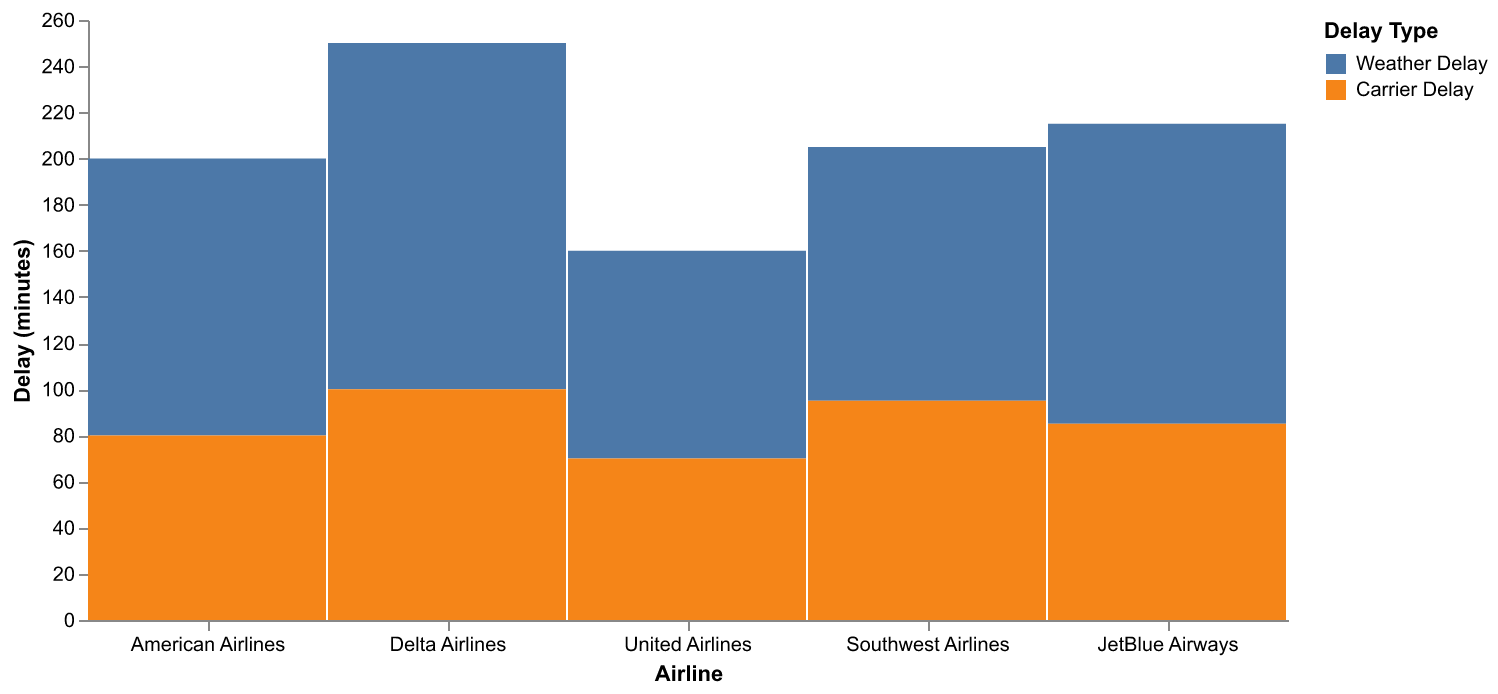 260
240
220
200
180
160
140
120
100
80
60
40
20
0
Delay (minutes)
American Airlines
Delta Airlines
United Airlines
Southwest Airlines
JetBlue Airways
Airline
Delay Type
Weather Delay
Carrier Delay